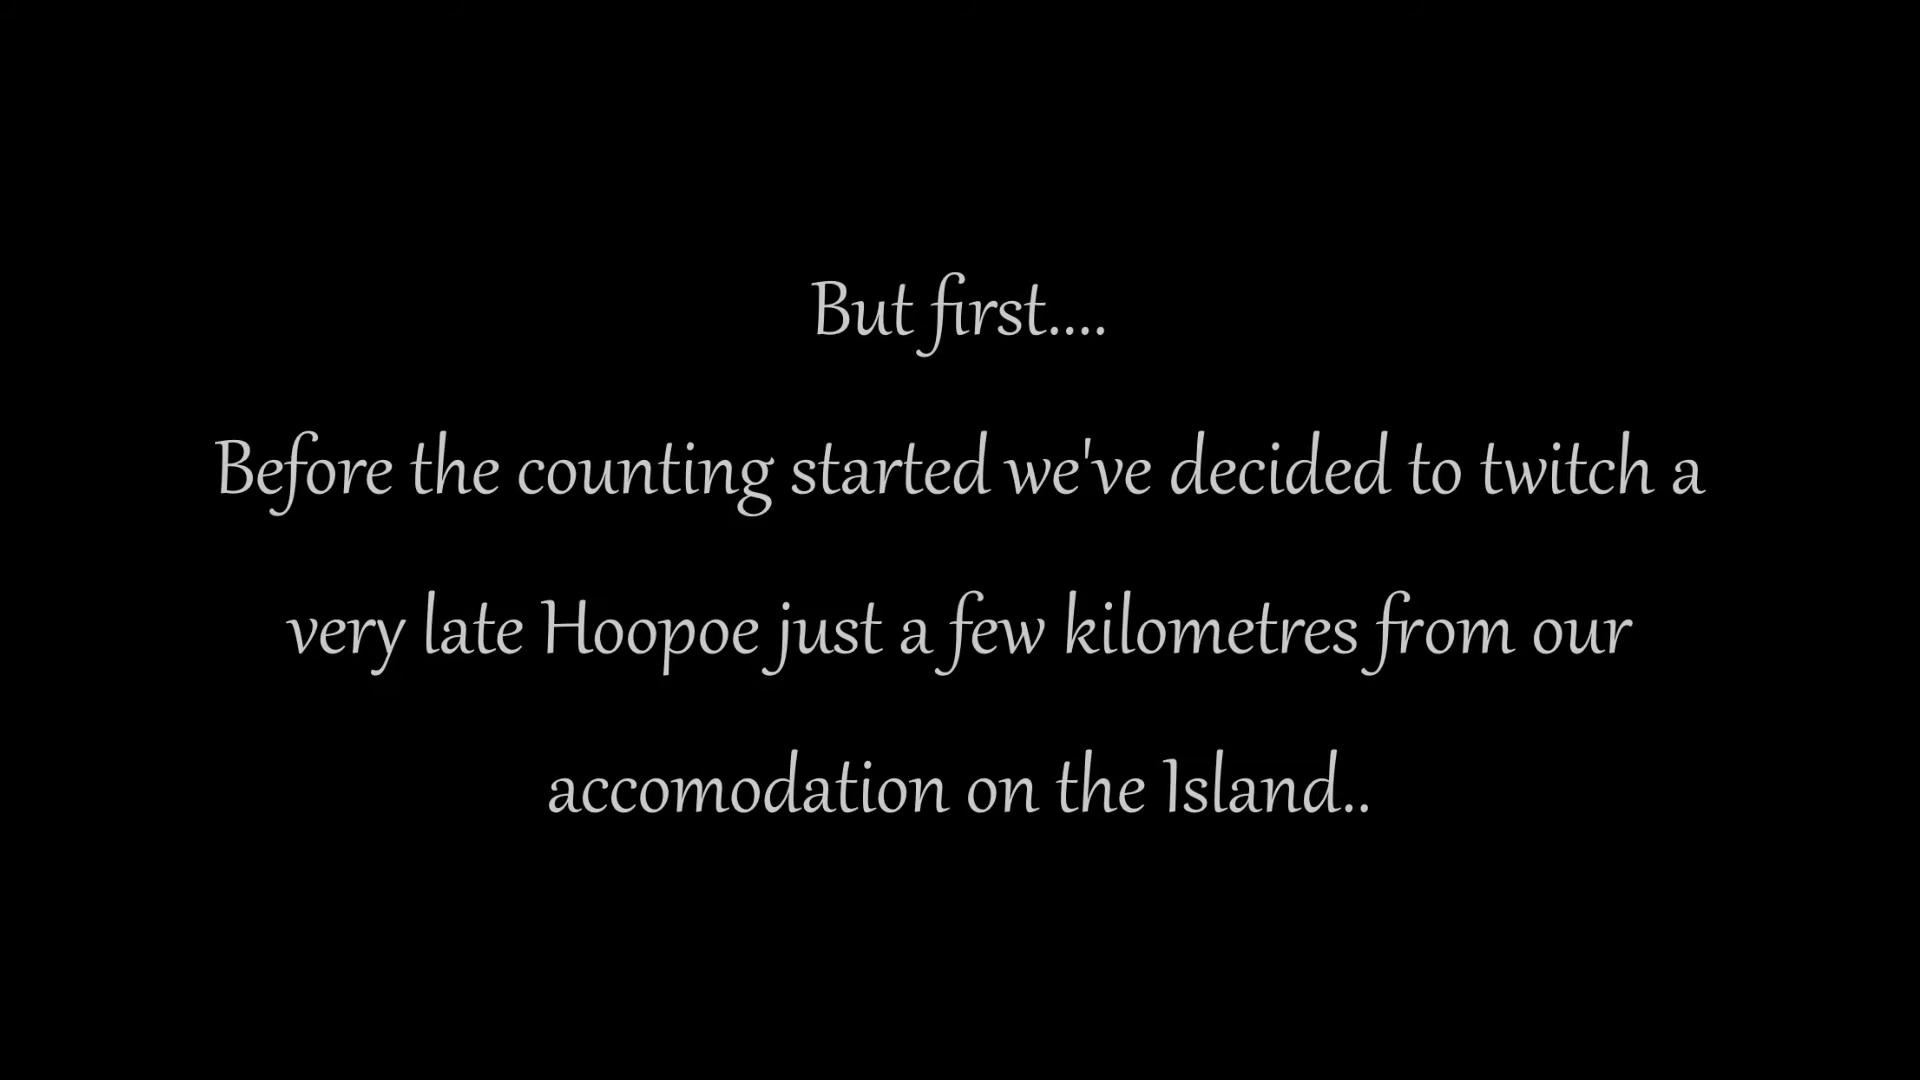 But first....
Before the counting started we've decided to twitch a
very late Hoopoe just a few kilometres from our
accomodation on the Island..